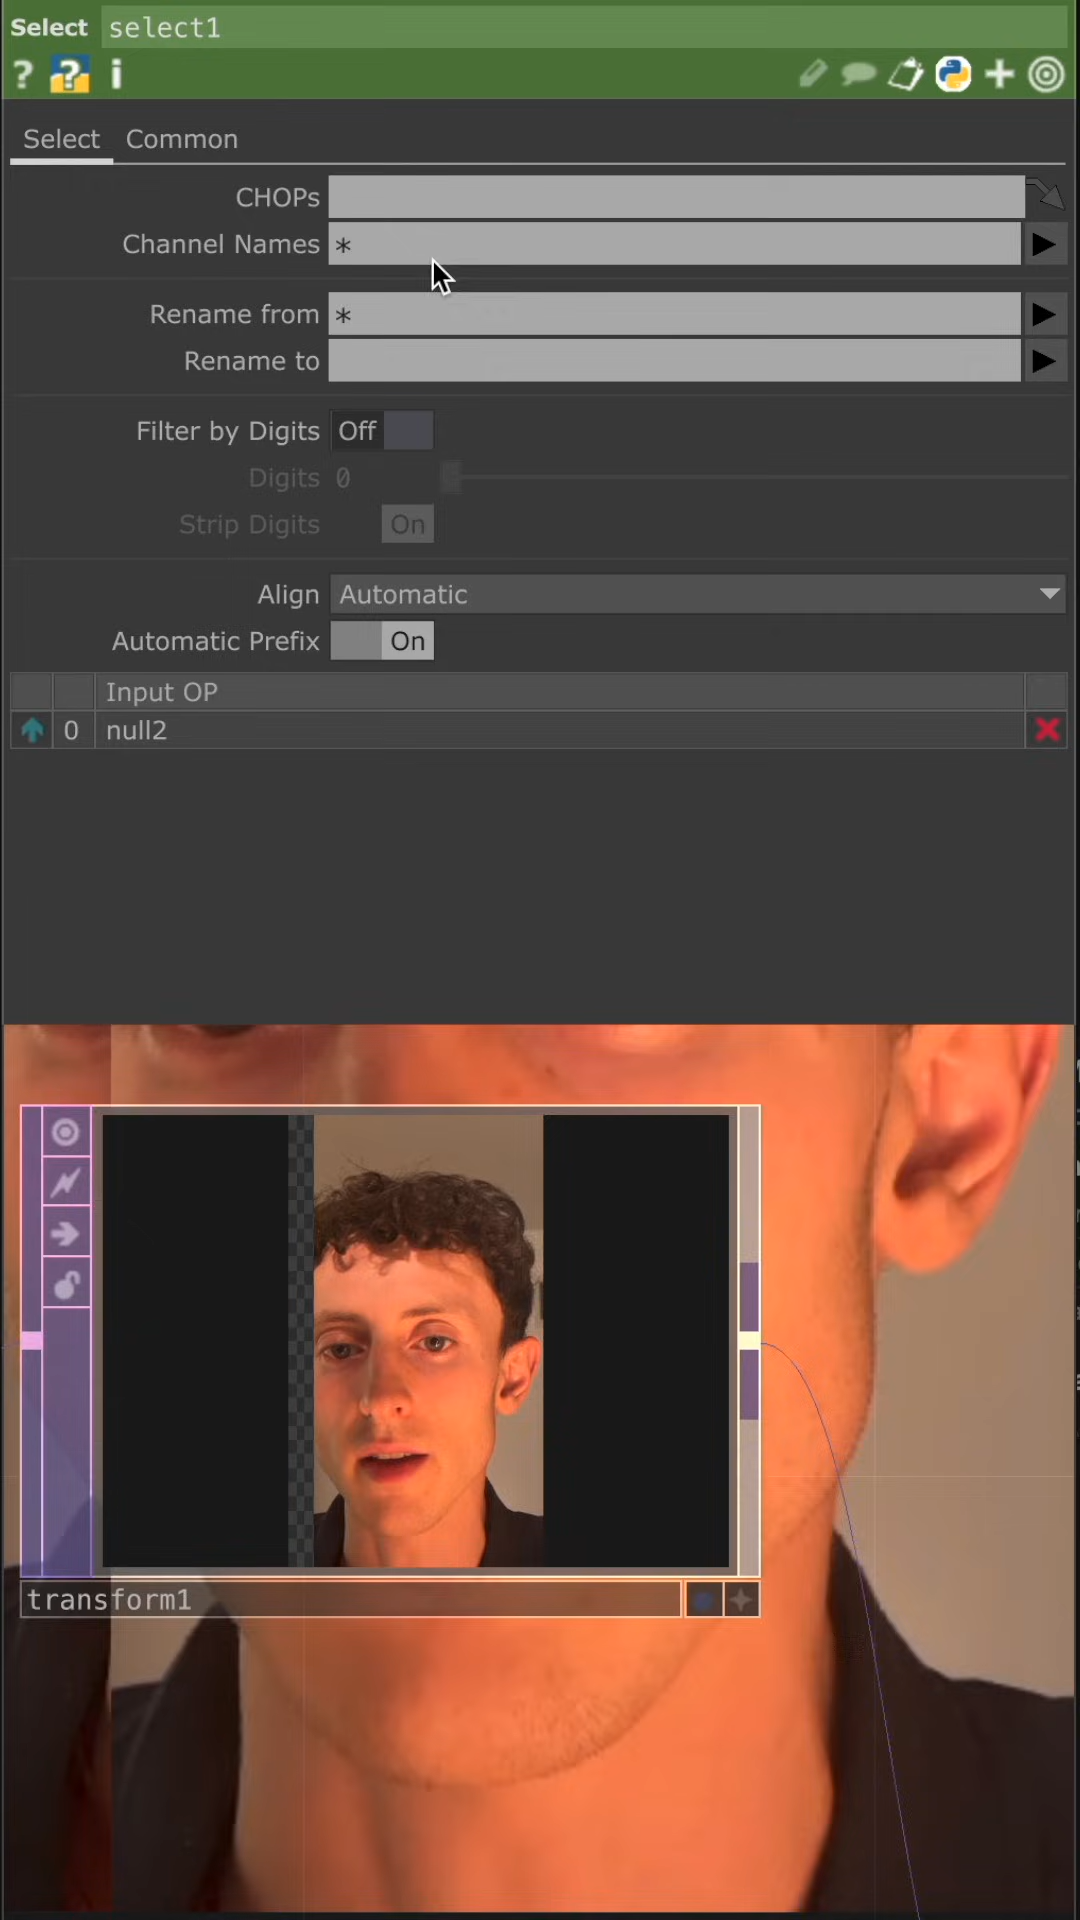 Select select1
? ? i
Select Common
CHOPs
Channel Names *
Rename from *
Rename to
Filter by Digits Off
Digits 0
Strip Digits On
Align Automatic
Automatic Prefix On
Input OP
0 null2
transform1